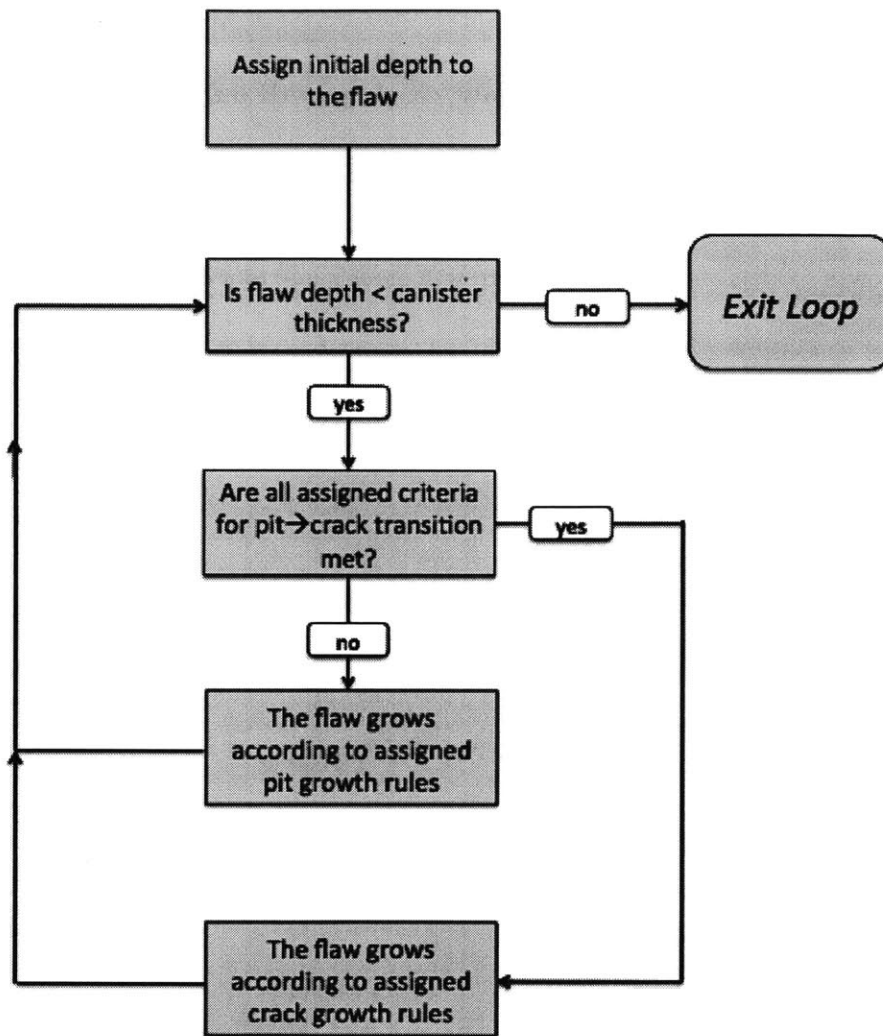 Assign initial depth to
the flaw
Is flaw depth < canister
thickness?
no
Exit Loop
yes
Are all assigned criteria
for pit→crack transition
met?
yes
no
The flaw grows
according to assigned
pit growth rules
The flaw grows
according to assigned
crack growth rules